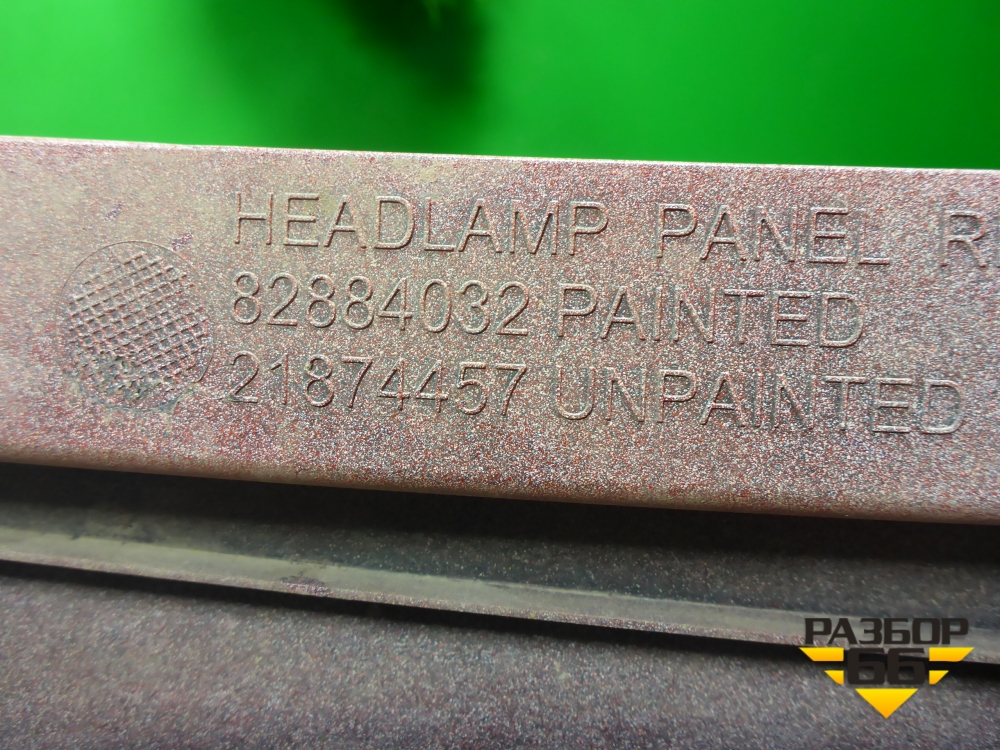 HEADLAMP PANEL R
82884032 PAINTED
21874457 UNPAINTED
РАЗБОР
66